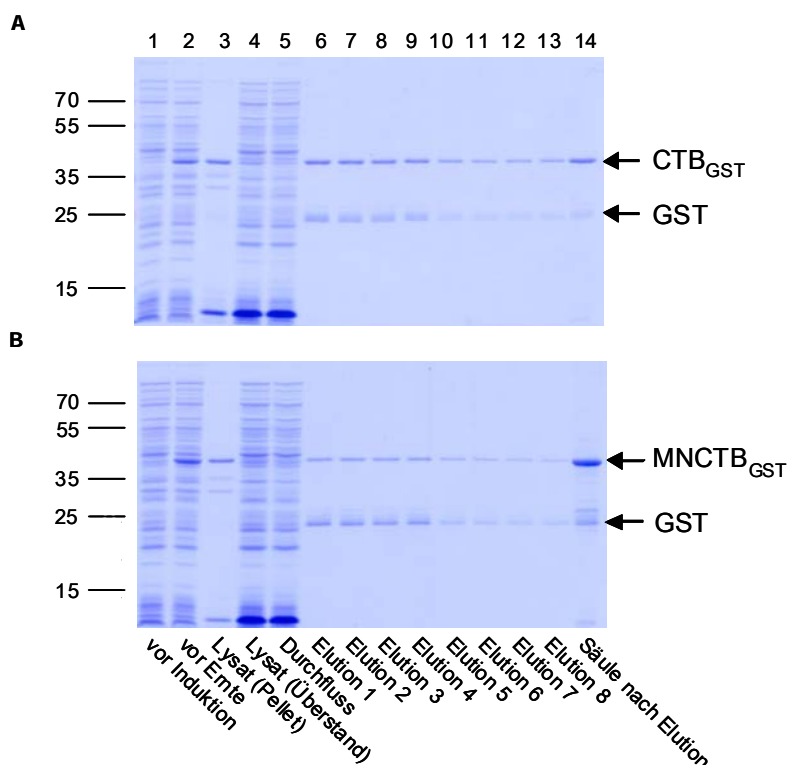 A
1 2 3 4 5 6 7 8 9 10 11 12 13 14
70
55
35
25
15
CTBGST
GST
B
70
55
35
25
15
MNCTBGST
GST
vor Induktion
vor Ernte
Lysat (Pellet)
Lysat (Überstand)
Durchfluss
Elution 1
Elution 2
Elution 3
Elution 4
Elution 5
Elution 6
Elution 7
Elution 8
Säule nach Elution